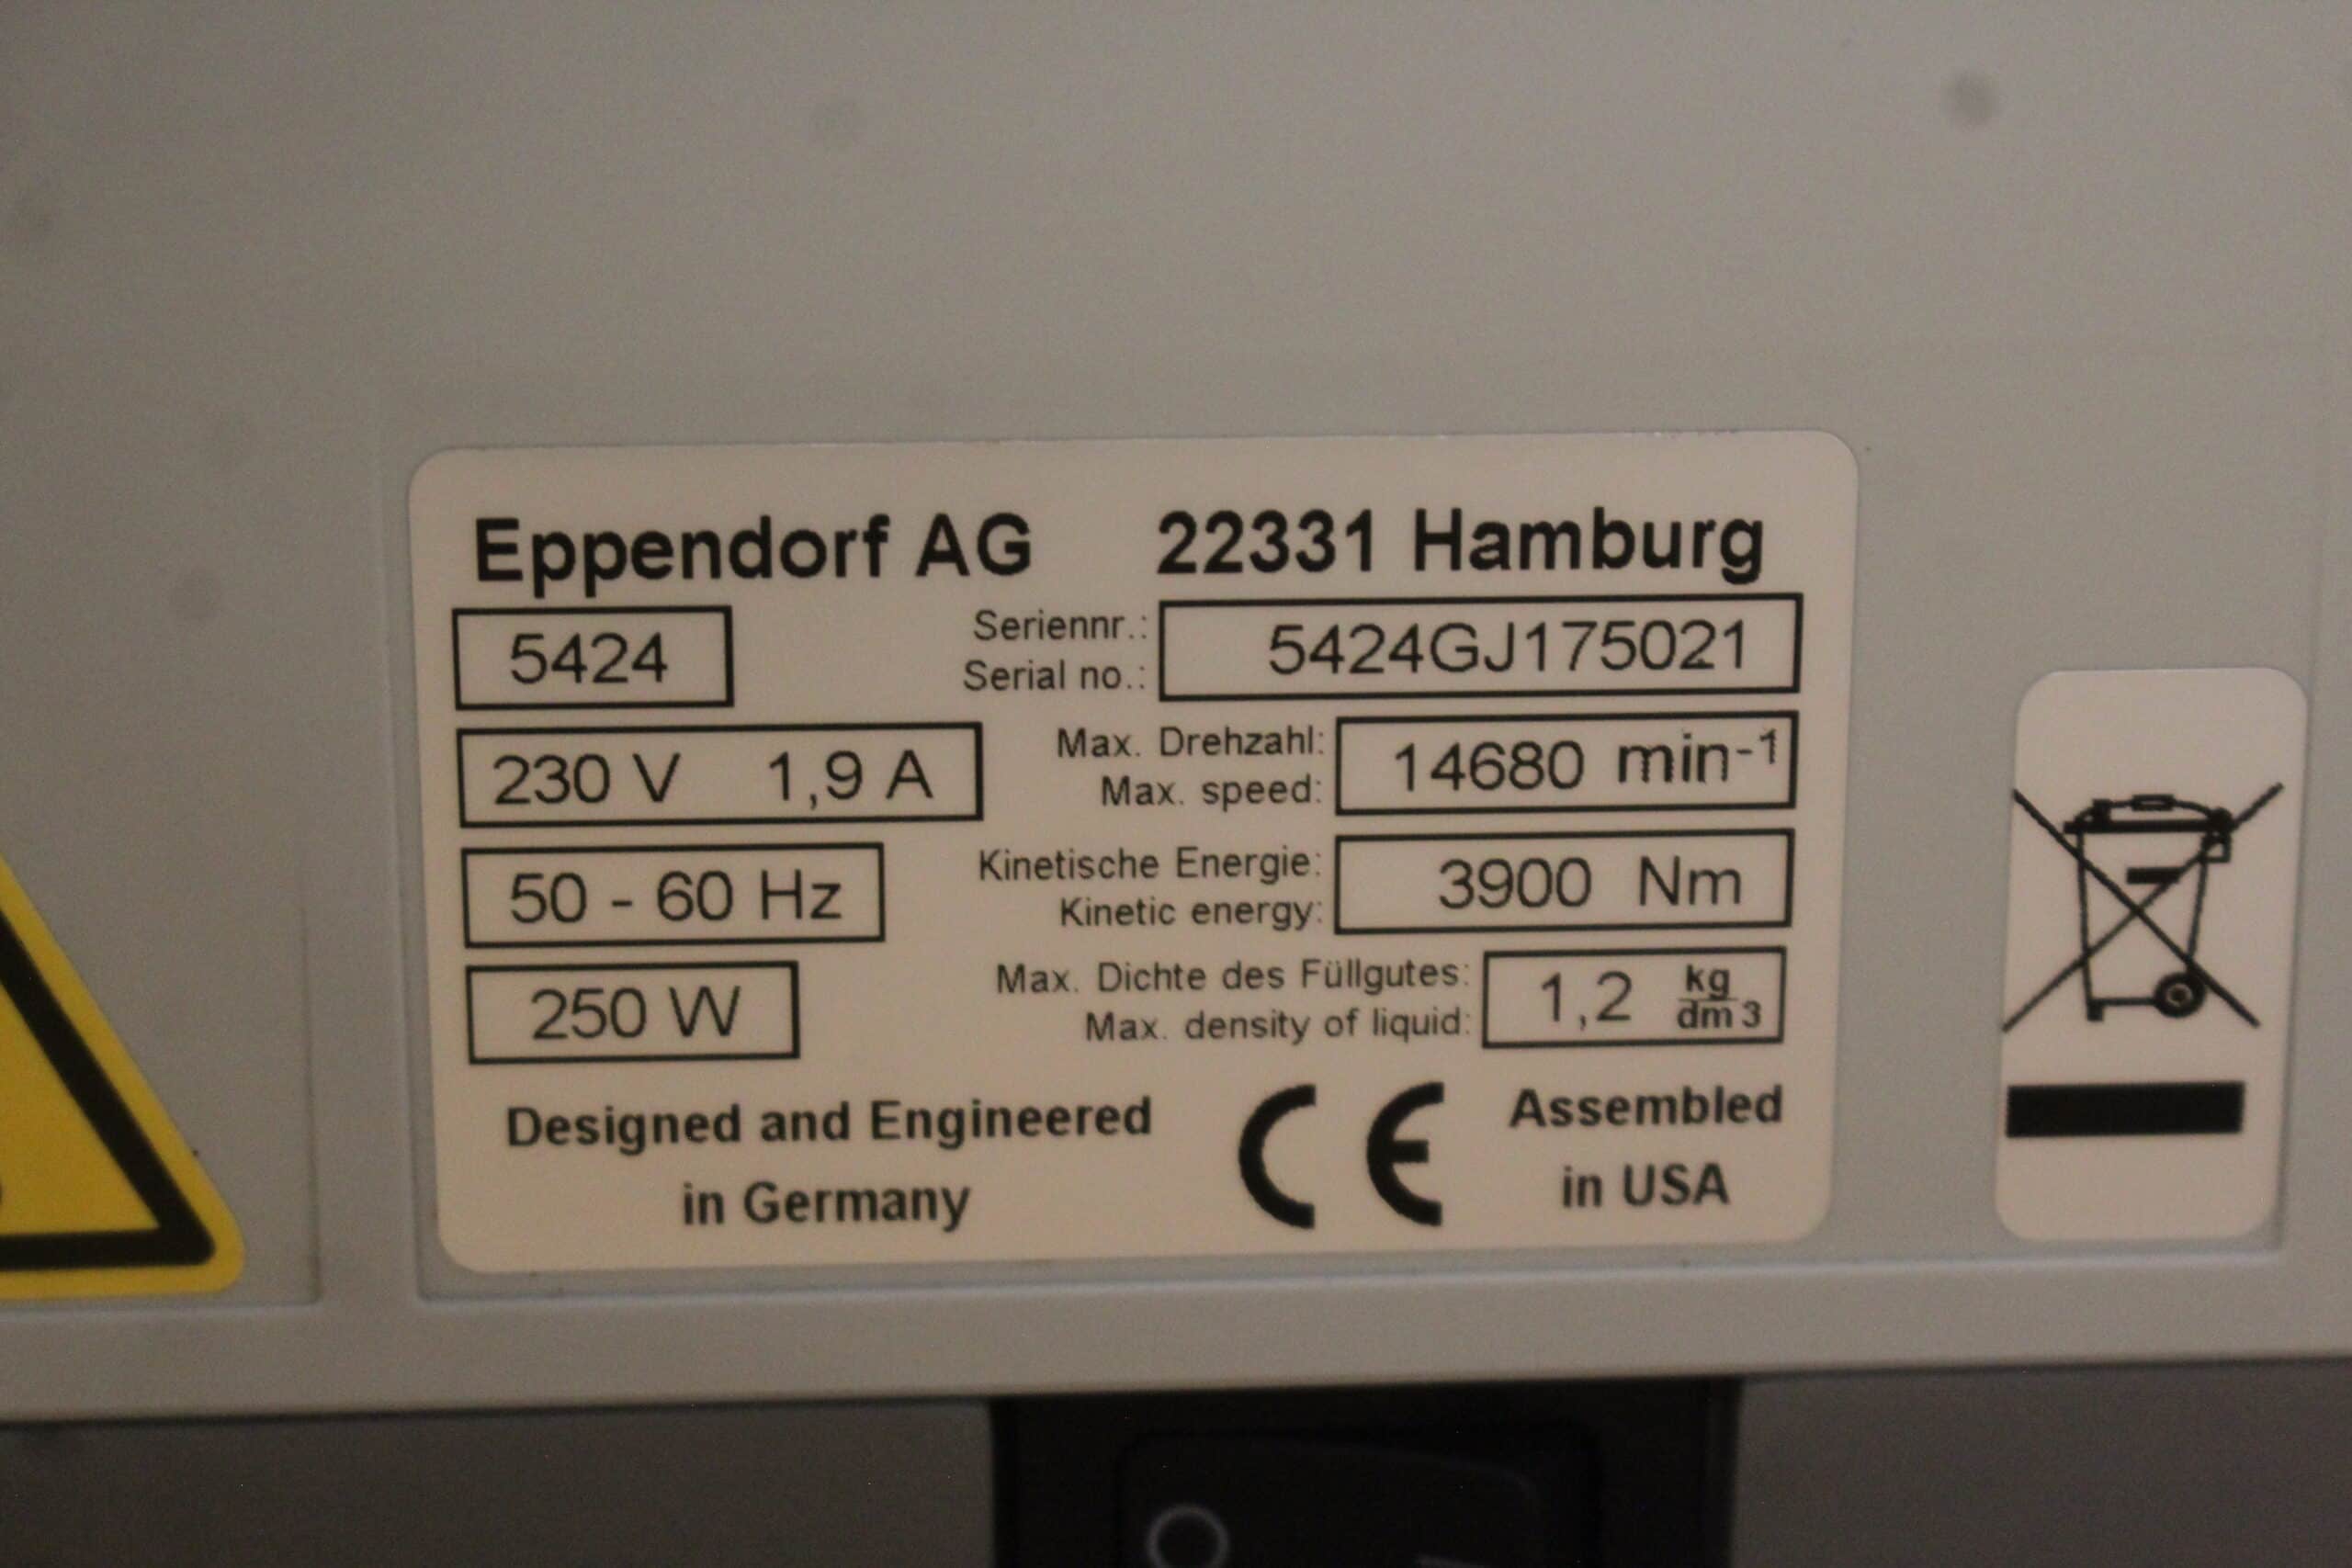 Eppendorf AG 22331 Hamburg
5424
Seriennr.:
Serial no.:
5424GJ175021
230 V 1,9 A
Max. Drehzahl:
Max. speed:
14680 min-1
50 - 60 Hz
Kinetische Energie:
Kinetic energy:
3900 Nm
250 W
Max. Dichte des Füllgutes:
Max. density of liquid:
1,2 kg/dm3
Designed and Engineered
in Germany
CE
Assembled
in USA